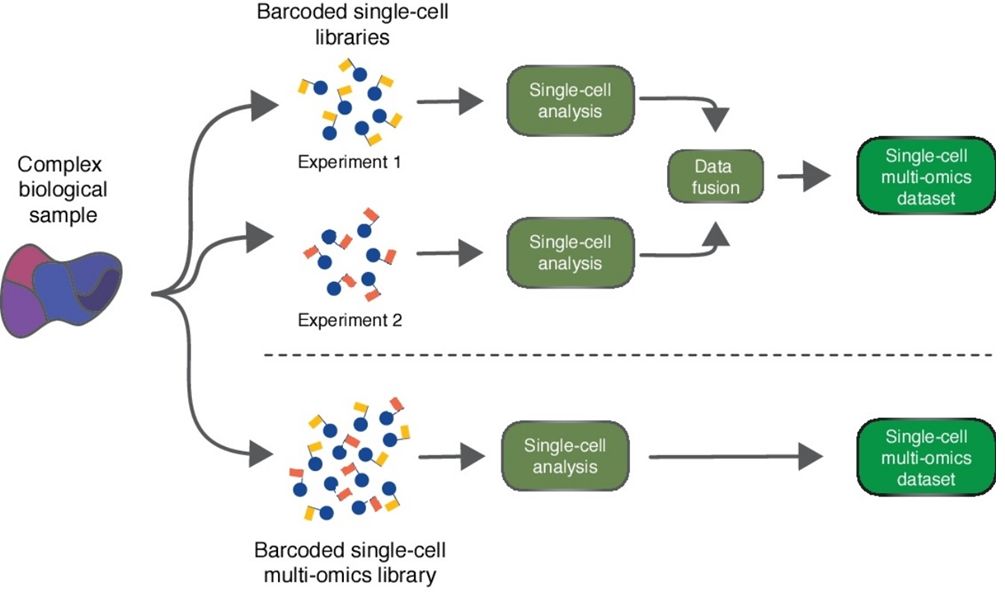 Barcoded single-cell
libraries
Experiment 1
Single-cell
analysis
Complex
biological
sample
Data
fusion
Single-cell
multi-omics
dataset
Experiment 2
Single-cell
analysis
Barcoded single-cell
multi-omics library
Single-cell
analysis
Single-cell
multi-omics
dataset